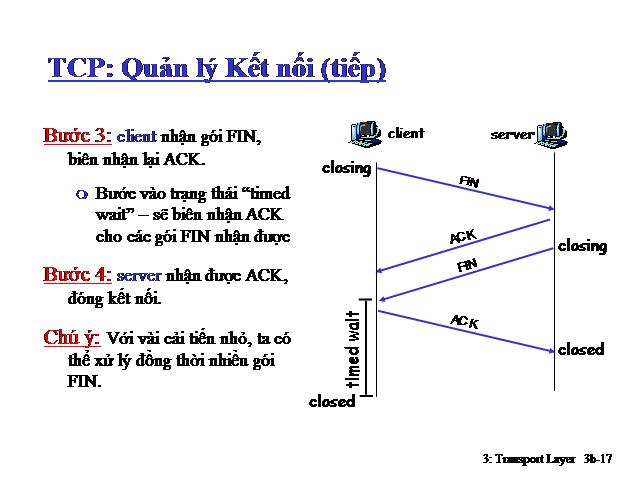 TCP: Quản lý Kết nối (tiếp)
Bước 3: client nhận gói FIN,
biên nhận lại ACK.
Bước vào trạng thái “timed
wait” – sẽ biên nhận ACK
cho các gói FIN nhận được
Bước 4: server nhận được ACK,
đóng kết nối.
Chú ý: Với vài cải tiến nhỏ, ta có
thể xử lý đồng thời nhiều gói
FIN.
client
server
closing
FIN
ACK
closing
FIN
timed wait
ACK
closed
closed
3: Transport Layer 3b-17